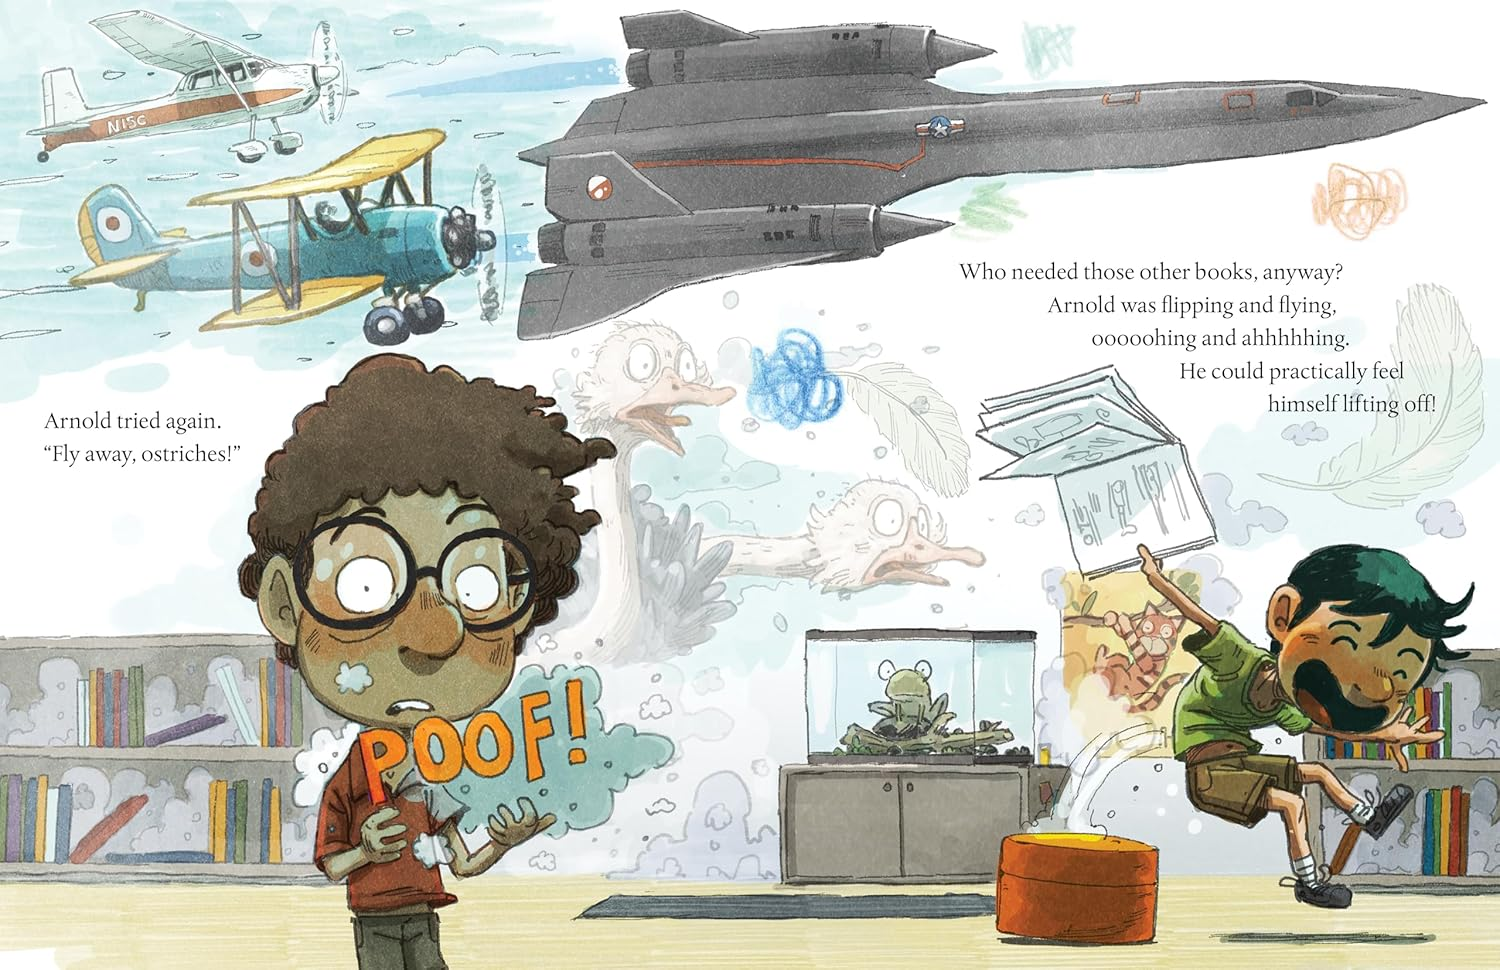 N15C
Arnold tried again.
“Fly away, ostriches!”
POOF!
Who needed those other books, anyway?
Arnold was flipping and flying,
ooooohing and ahhhhhing.
He could practically feel
himself lifting off!